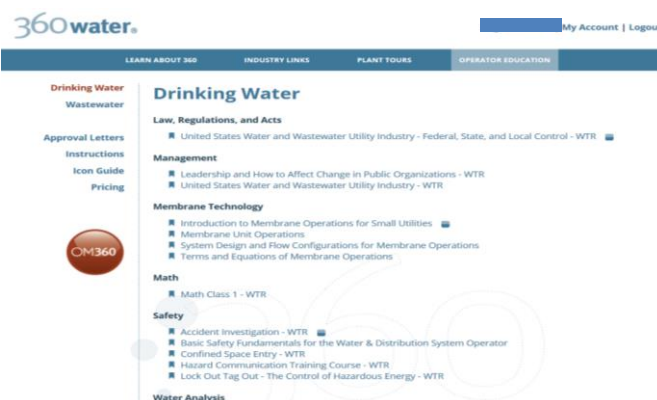 360water®
My Account | Logou
LEARN ABOUT 360 INDUSTRY LINKS PLANT TOURS OPERATOR EDUCATION
Drinking Water
Wastewater
Approval Letters
Instructions
Icon Guide
Pricing
OM360
Drinking Water
Law, Regulations, and Acts
United States Water and Wastewater Utility Industry - Federal, State, and Local Control - WTR
Management
Leadership and How to Affect Change in Public Organizations - WTR
United States Water and Wastewater Utility Industry - WTR
Membrane Technology
Introduction to Membrane Operations for Small Utilities
Membrane Unit Operations
System Design and Flow Configurations for Membrane Operations
Terms and Equations of Membrane Operations
Math
Math Class 1 - WTR
Safety
Accident Investigation - WTR
Basic Safety Fundamentals for the Water & Distribution System Operator
Confined Space Entry - WTR
Hazard Communication Training Course - WTR
Lock Out Tag Out - The Control of Hazardous Energy - WTR
Water Analysis